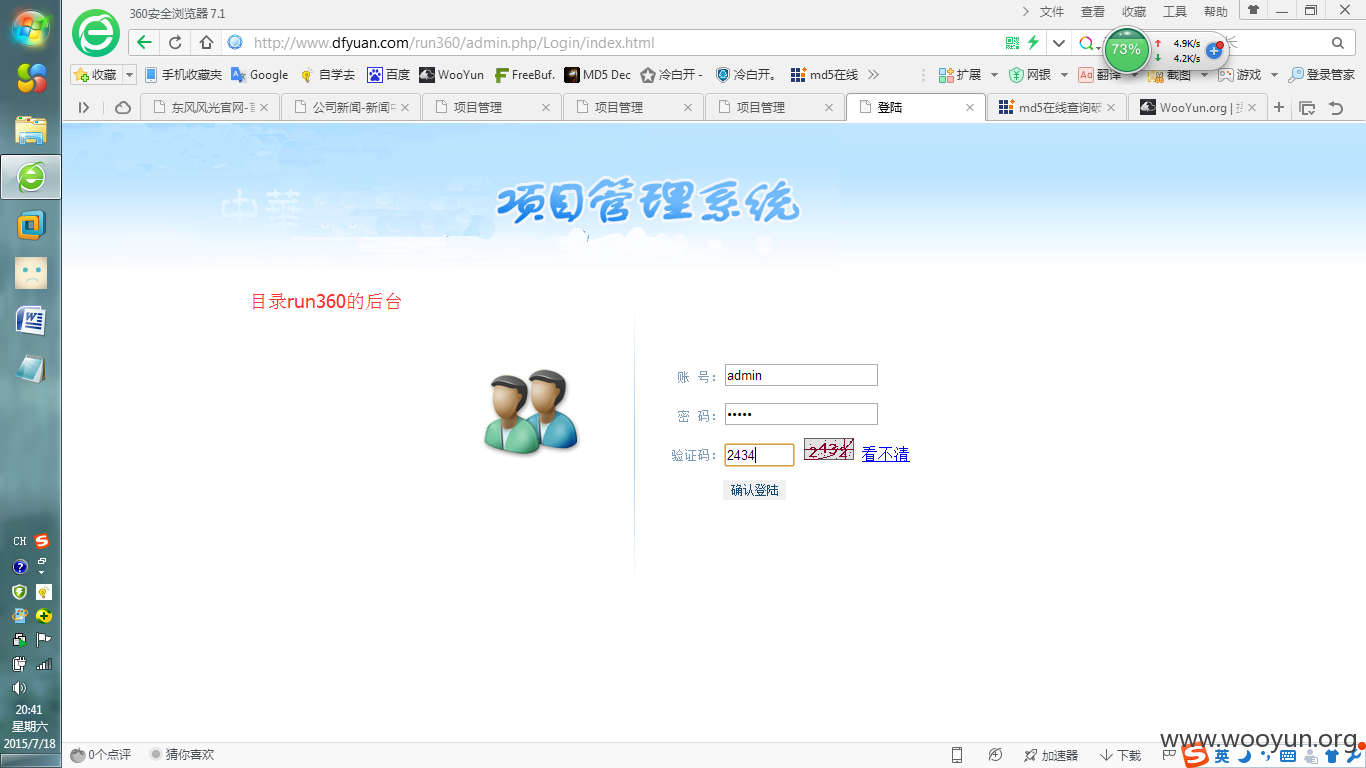 360安全浏览器 7.1
文件 查看 收藏 工具 帮助
http://www.dfyuan.com/run360/admin.php/Login/index.html
73%
4.9K/s
4.2K/s
收藏 手机收藏夹 Google 自学去 百度 WooYun FreeBuf. MD5 Dec 冷白开 - 冷白开。 md5在线 扩展 网银 翻译 截图 游戏 登录管家
东风风光官网- 公司新闻-新闻中 项目管理 项目管理 项目管理 登陆 md5在线查询破 WooYun.org |
中華
项目管理系统
目录run360的后台
账 号: admin
密 码: •••••
验证码: 2434 2434 看不清
确认登陆
CH
20:41
星期六
2015/7/18
0个点评 猜你喜欢
加速器 下载
www.wooyun.org
英